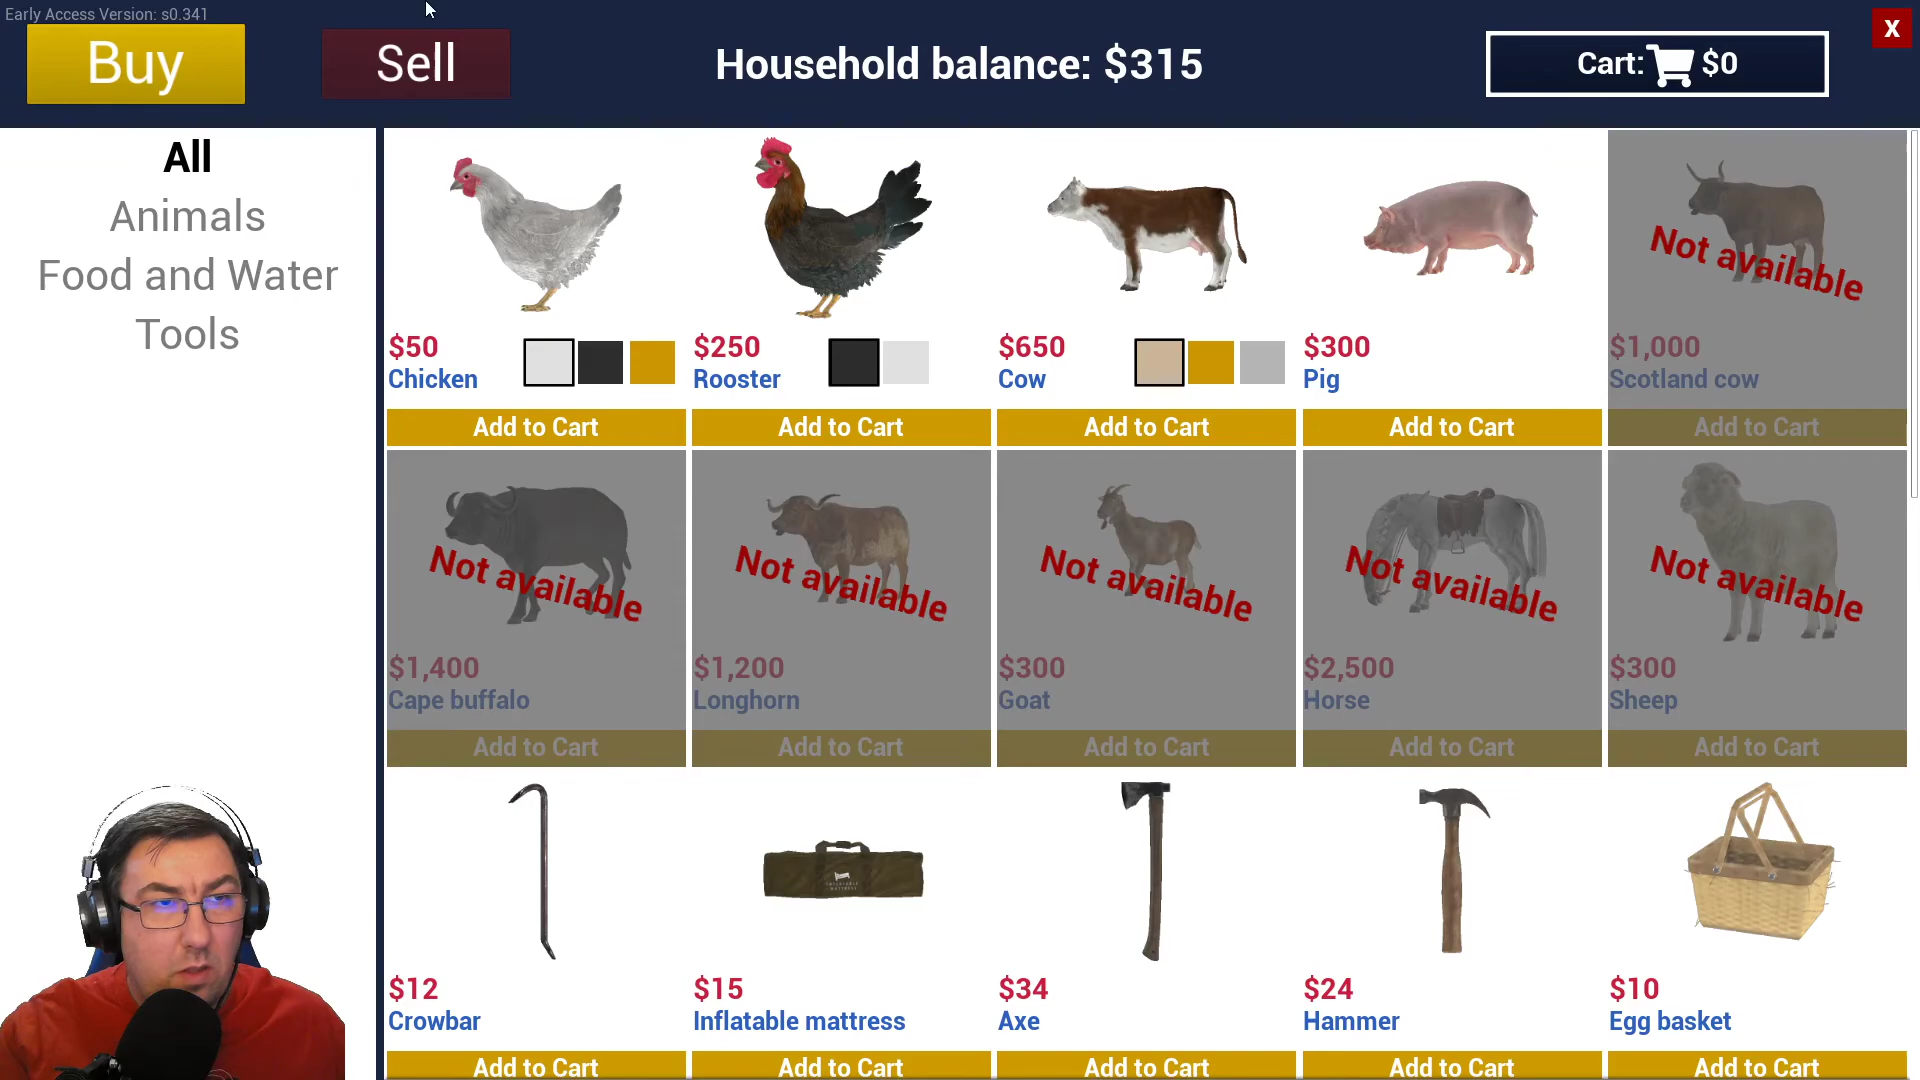 Early Access Version: s0.341
Buy
Sell
Household balance: $315
Cart: $0
X
All
Animals
Food and Water
Tools
$50
Chicken
Add to Cart
$250
Rooster
Add to Cart
$650
Cow
Add to Cart
$300
Pig
Add to Cart
Not available
$1,000
Scotland cow
Add to Cart
Not available
$1,400
Cape buffalo
Add to Cart
Not available
$1,200
Longhorn
Add to Cart
Not available
$300
Goat
Add to Cart
Not available
$2,500
Horse
Add to Cart
Not available
$300
Sheep
Add to Cart
$12
Crowbar
Add to Cart
INFLATABLE
MATTRESS
$15
Inflatable mattress
Add to Cart
$34
Axe
Add to Cart
$24
Hammer
Add to Cart
$10
Egg basket
Add to Cart